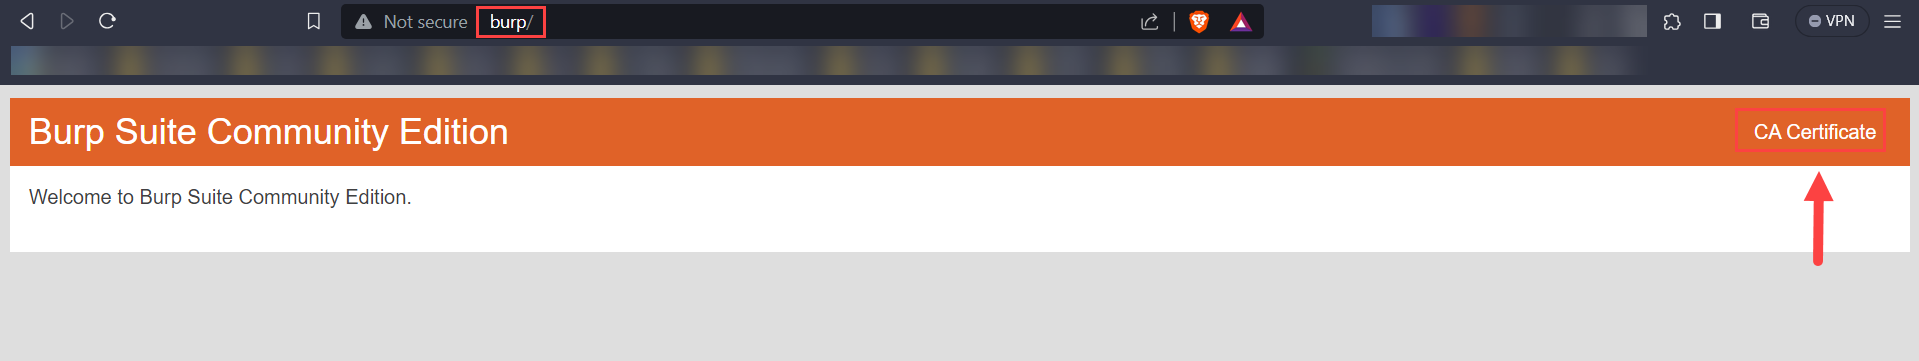 Not secure burp/
VPN
Burp Suite Community Edition
CA Certificate
Welcome to Burp Suite Community Edition.